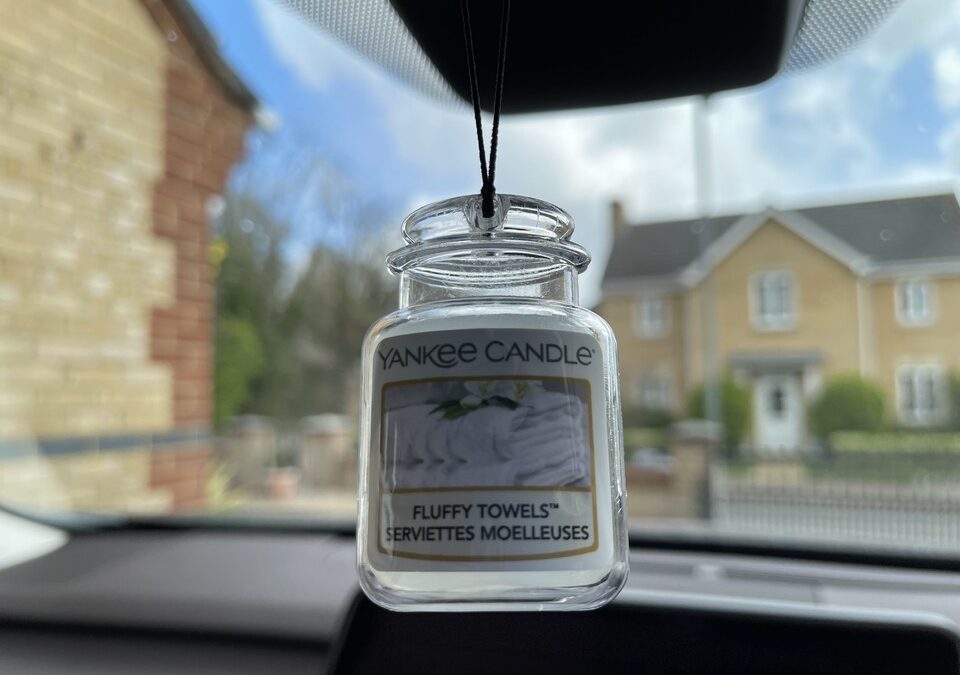 YANKEE CANDLE®
FLUFFY TOWELS™
SERVIETTES MOELLEUSES